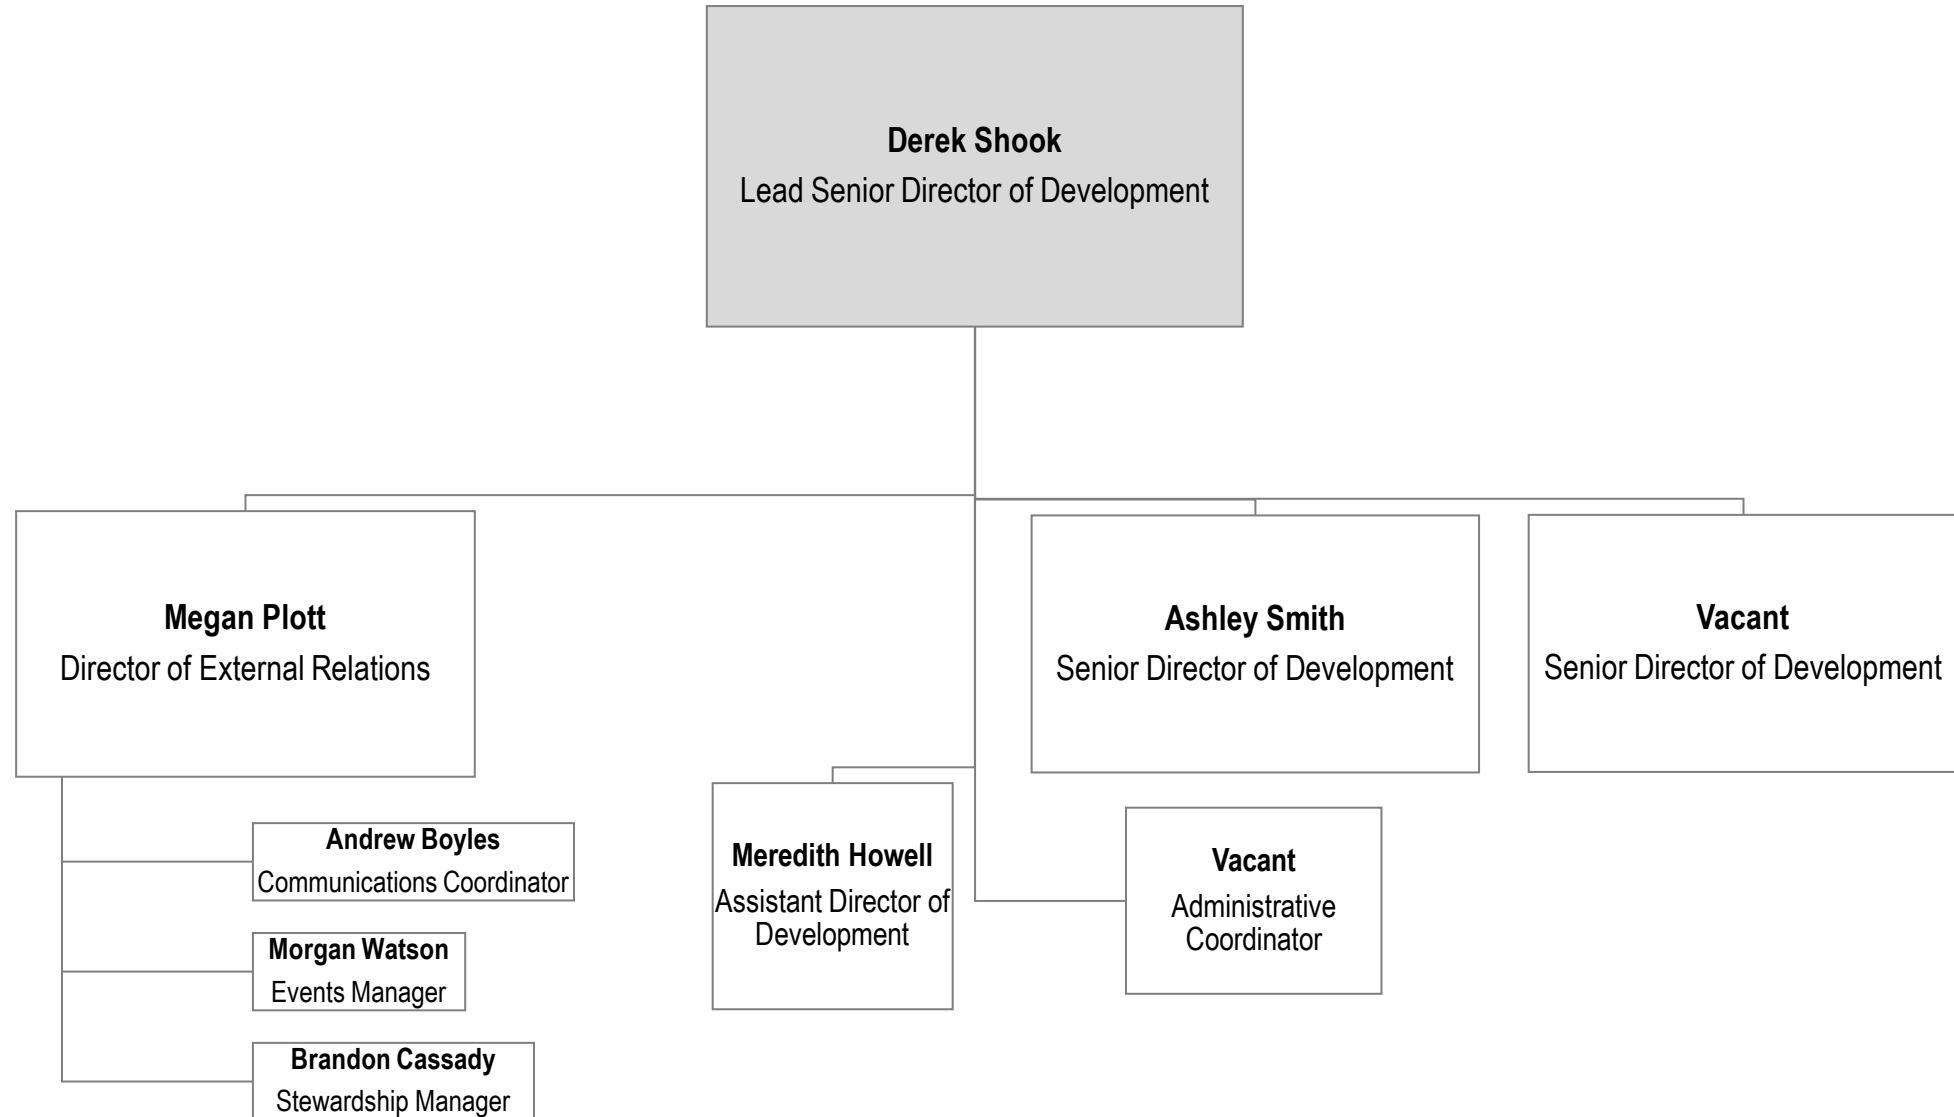 Derek Shook
Lead Senior Director of Development
Megan Plott
Director of External Relations
Ashley Smith
Senior Director of Development
Vacant
Senior Director of Development
Andrew Boyles
Communications Coordinator
Morgan Watson
Events Manager
Brandon Cassady
Stewardship Manager
Meredith Howell
Assistant Director of
Development
Vacant
Administrative
Coordinator